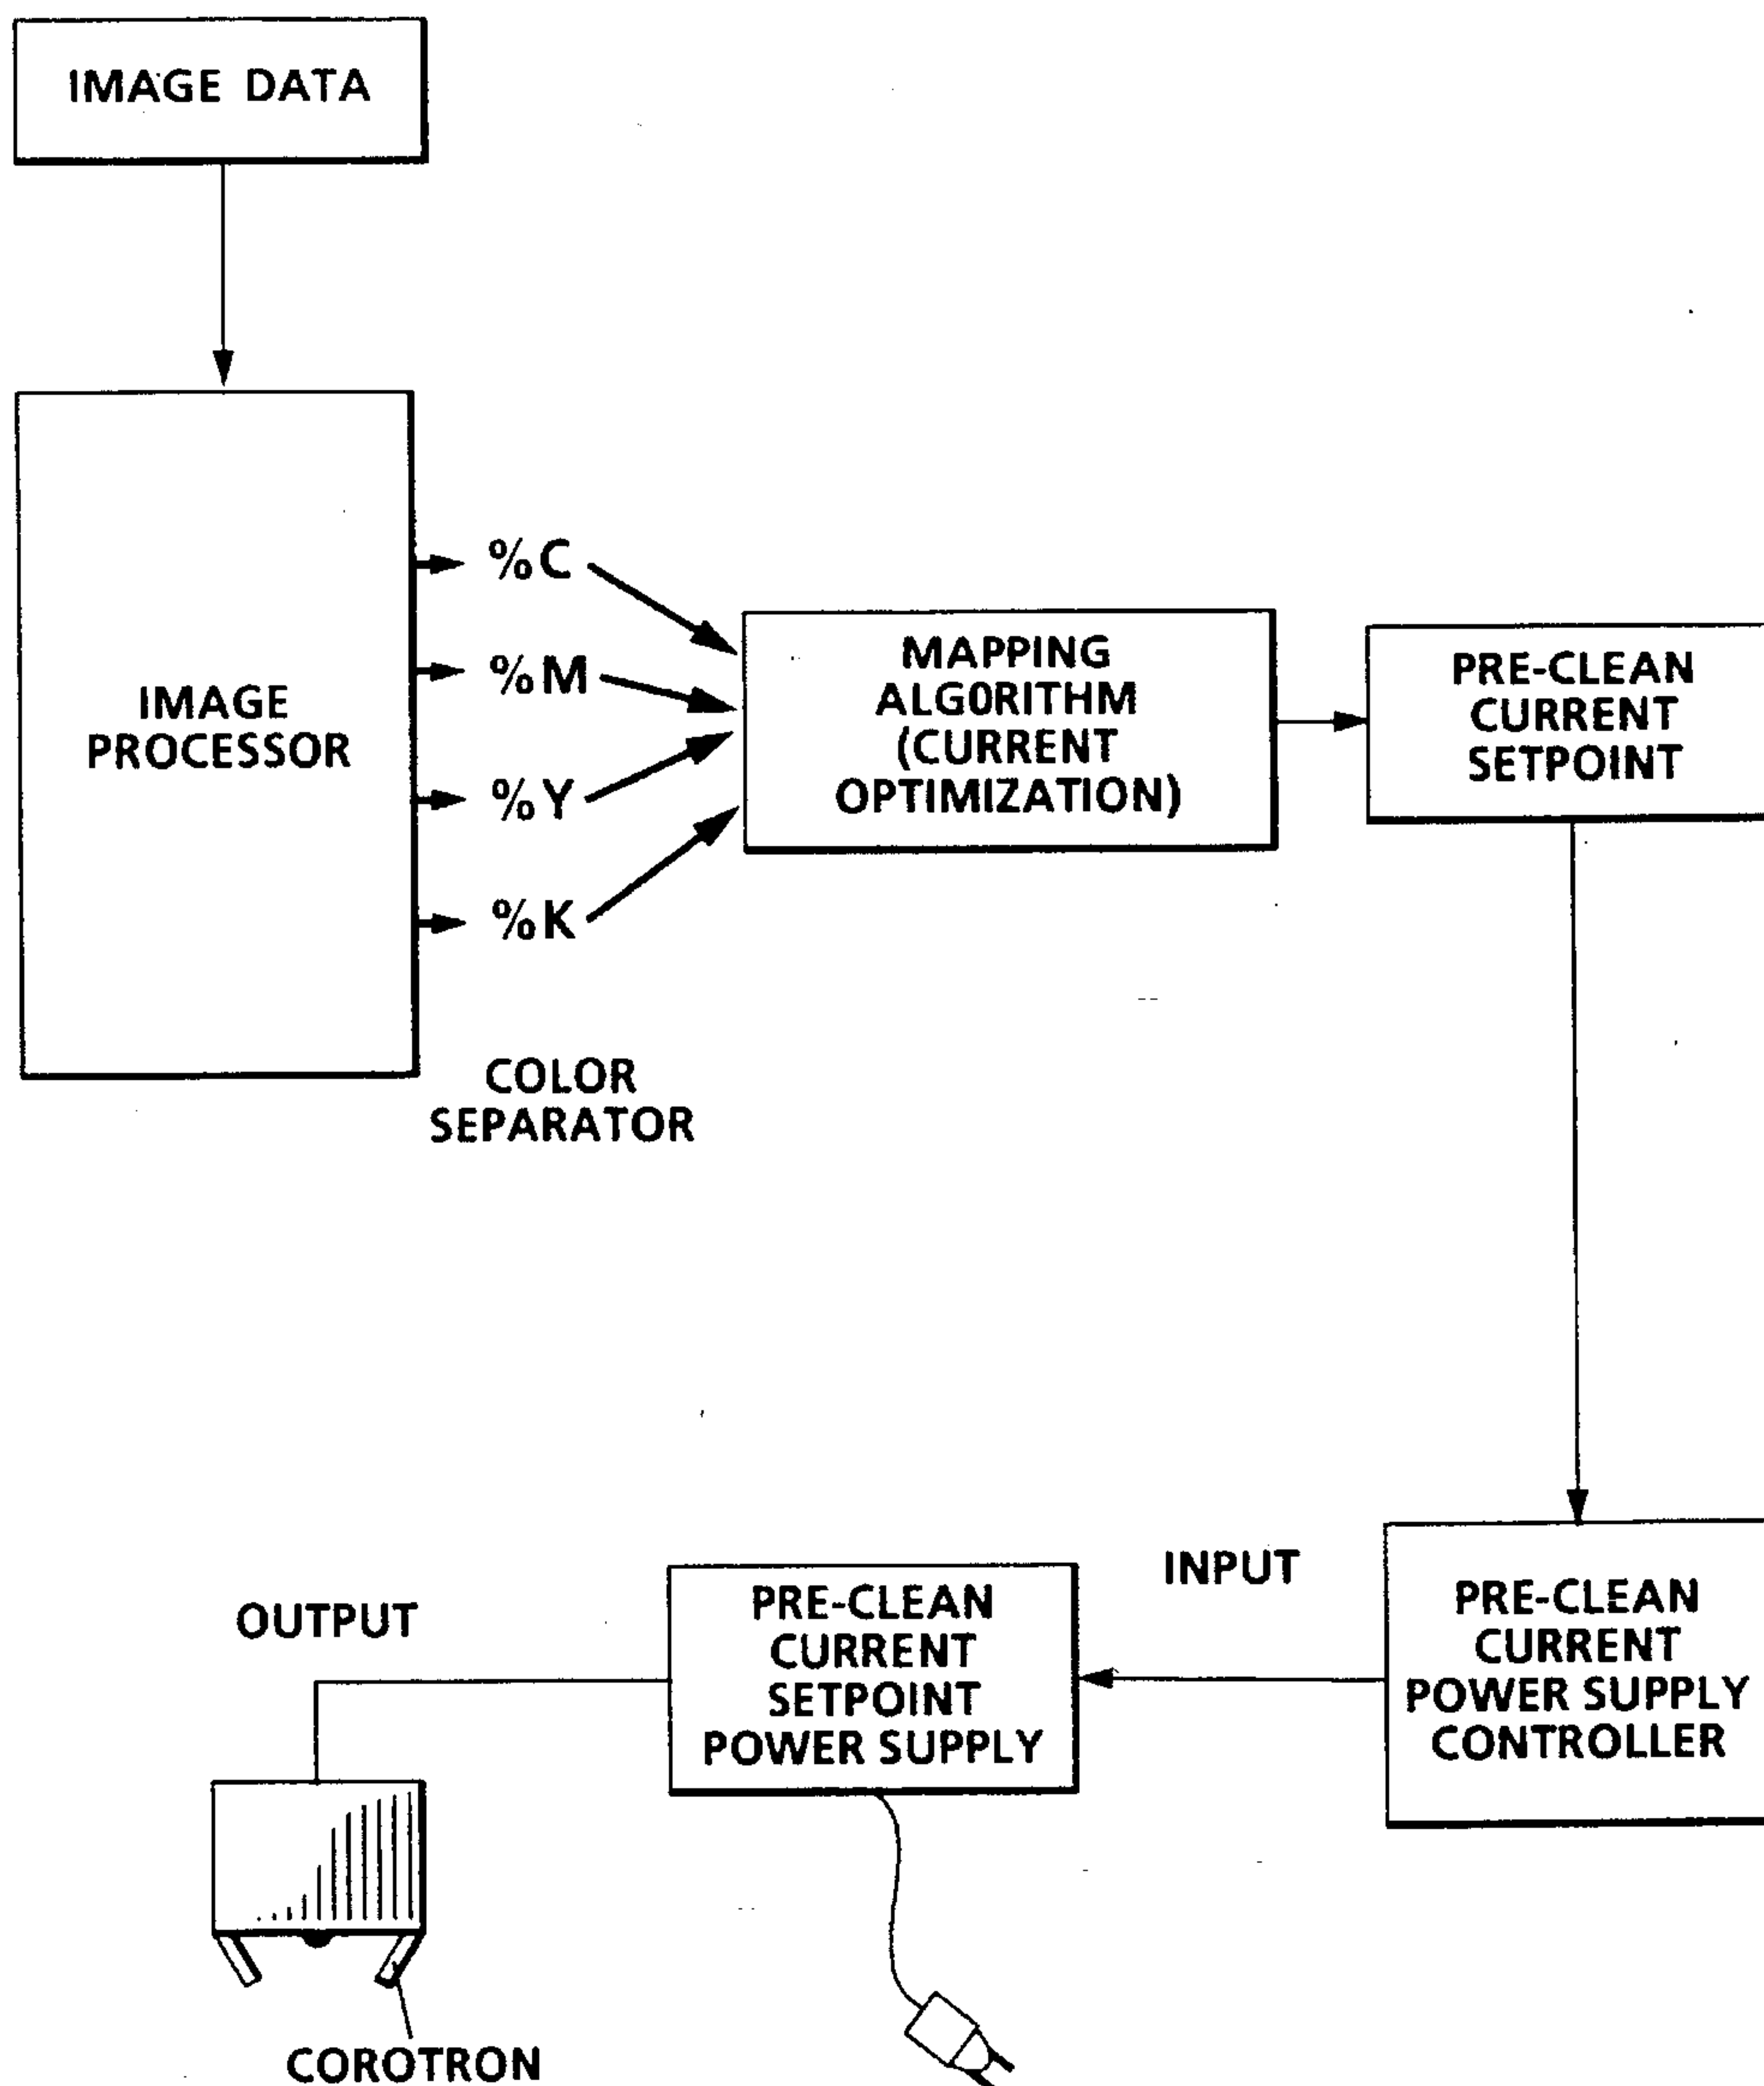 IMAGE DATA
IMAGE
PROCESSOR
%C
%M
%Y
%K
COLOR
SEPARATOR
MAPPING
ALGORITHM
(CURRENT
OPTIMIZATION)
PRE-CLEAN
CURRENT
SETPOINT
PRE-CLEAN
CURRENT
POWER SUPPLY
CONTROLLER
INPUT
PRE-CLEAN
CURRENT
SETPOINT
POWER SUPPLY
OUTPUT
COROTRON